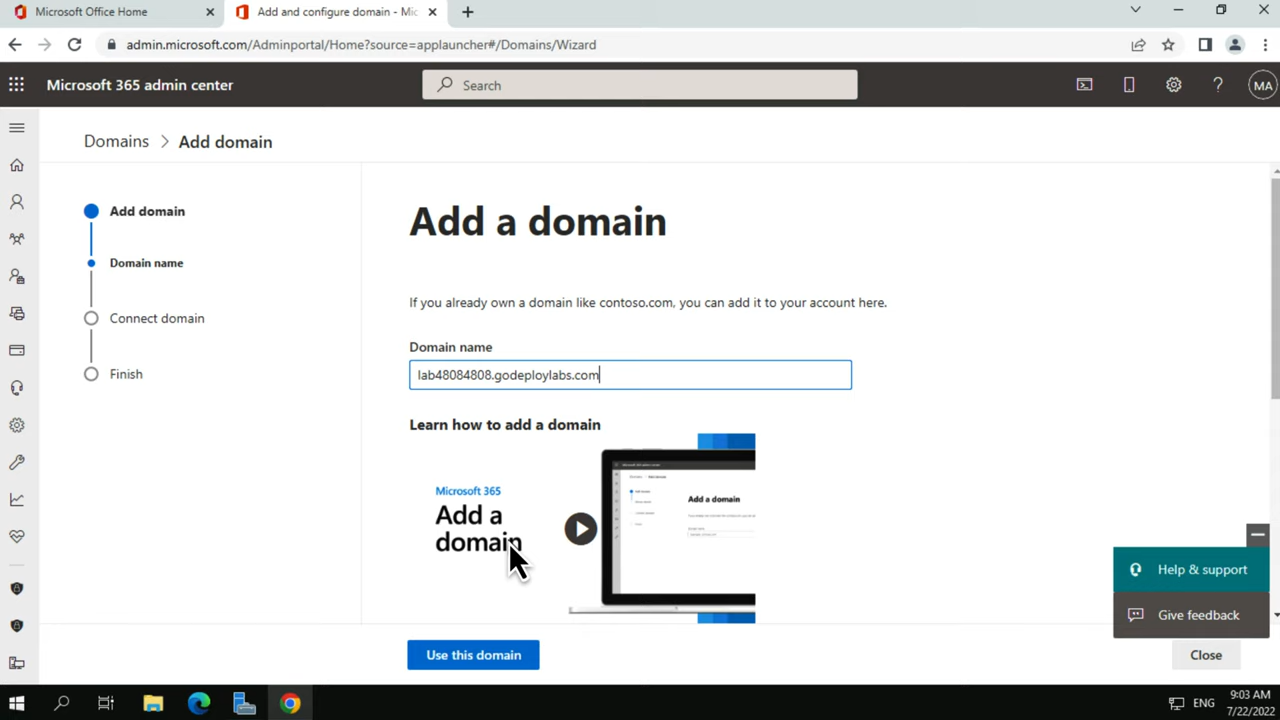 Microsoft Office Home
Add and configure domain - Mic
admin.microsoft.com/Adminportal/Home?source=applauncher#/Domains/Wizard
Microsoft 365 admin center
Search
MA
Domains > Add domain
Add domain
Domain name
Connect domain
Finish
Add a domain
If you already own a domain like contoso.com, you can add it to your account here.
Domain name
lab48084808.godeploylabs.com
Learn how to add a domain
Microsoft 365
Add a
domain
Add a domain
Help & support
Give feedback
Use this domain
Close
ENG
9:03 AM
7/22/2022